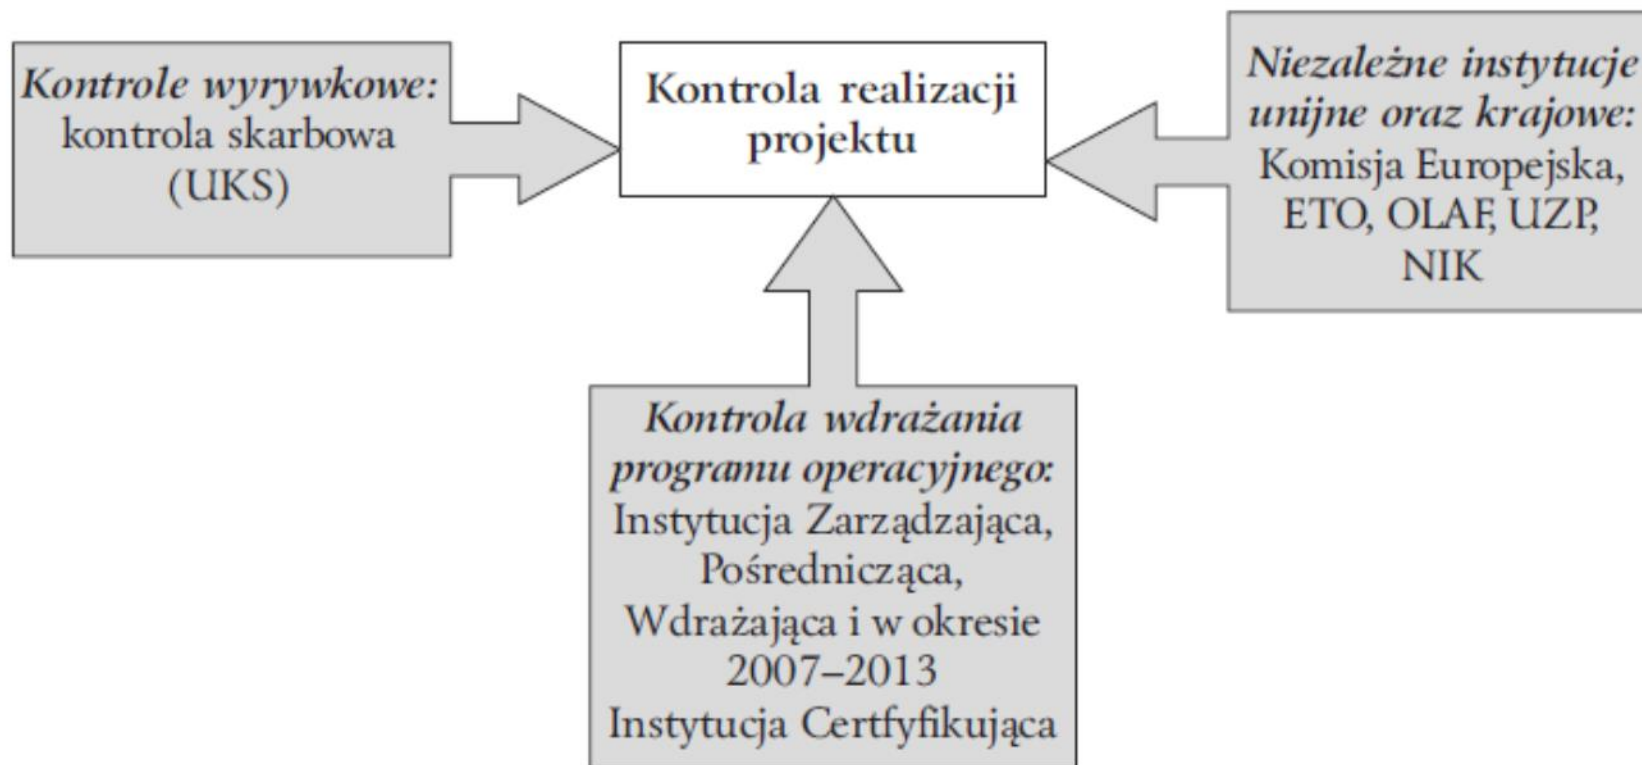 Kontrole wyrywkowe:
kontrola skarbowa
(UKS)
Kontrola realizacji
projektu
Niezależne instytucje
unijne oraz krajowe:
Komisja Europejska,
ETO, OLAF, UZP,
NIK
Kontrola wdrażania
programu operacyjnego:
Instytucja Zarządzająca,
Pośrednicząca,
Wdrażająca i w okresie
2007–2013
Instytucja Certfyfikująca